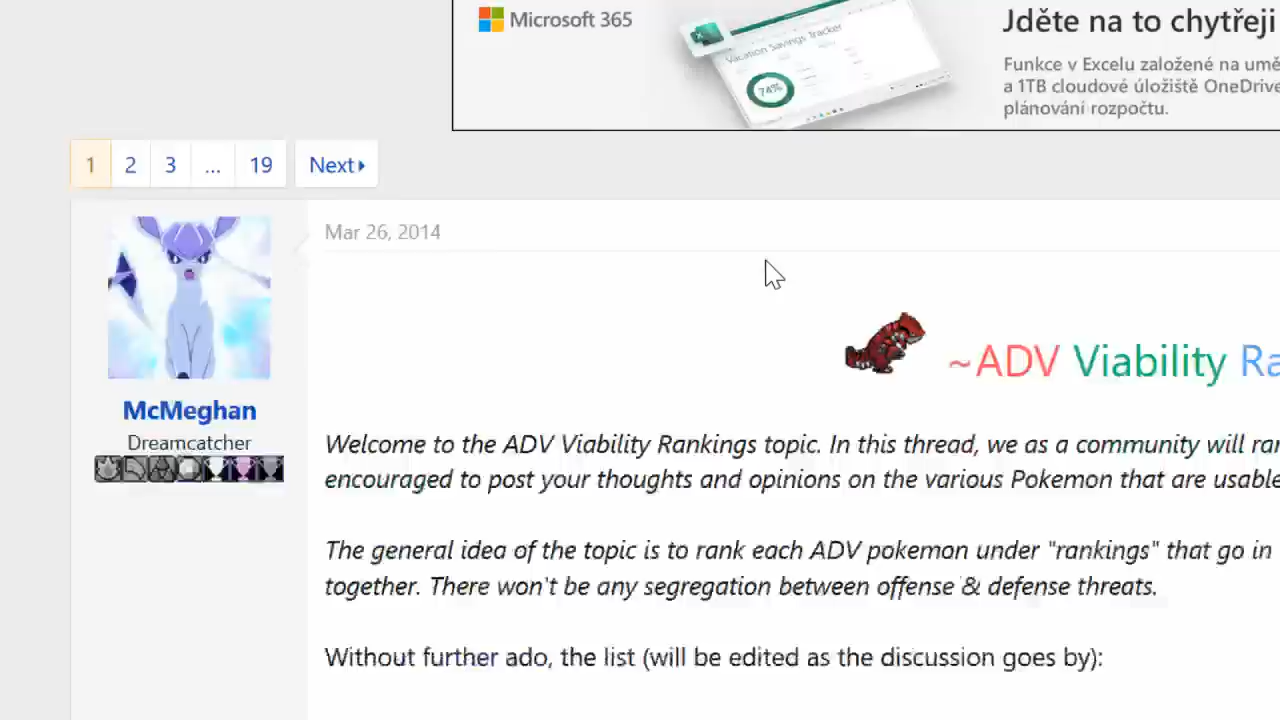 Microsoft 365
Vacation Savings Tracker
74%
Jděte na to chytřeji
Funkce v Excelu založené na umě
a 1TB cloudové úložiště OneDrive
plánování rozpočtu.
1 2 3 ... 19 Next
Mar 26, 2014
~ADV Viability Ra
McMeghan
Dreamcatcher
Welcome to the ADV Viability Rankings topic. In this thread, we as a community will ran
encouraged to post your thoughts and opinions on the various Pokemon that are usable
The general idea of the topic is to rank each ADV pokemon under "rankings" that go in
together. There won't be any segregation between offense & defense threats.
Without further ado, the list (will be edited as the discussion goes by):